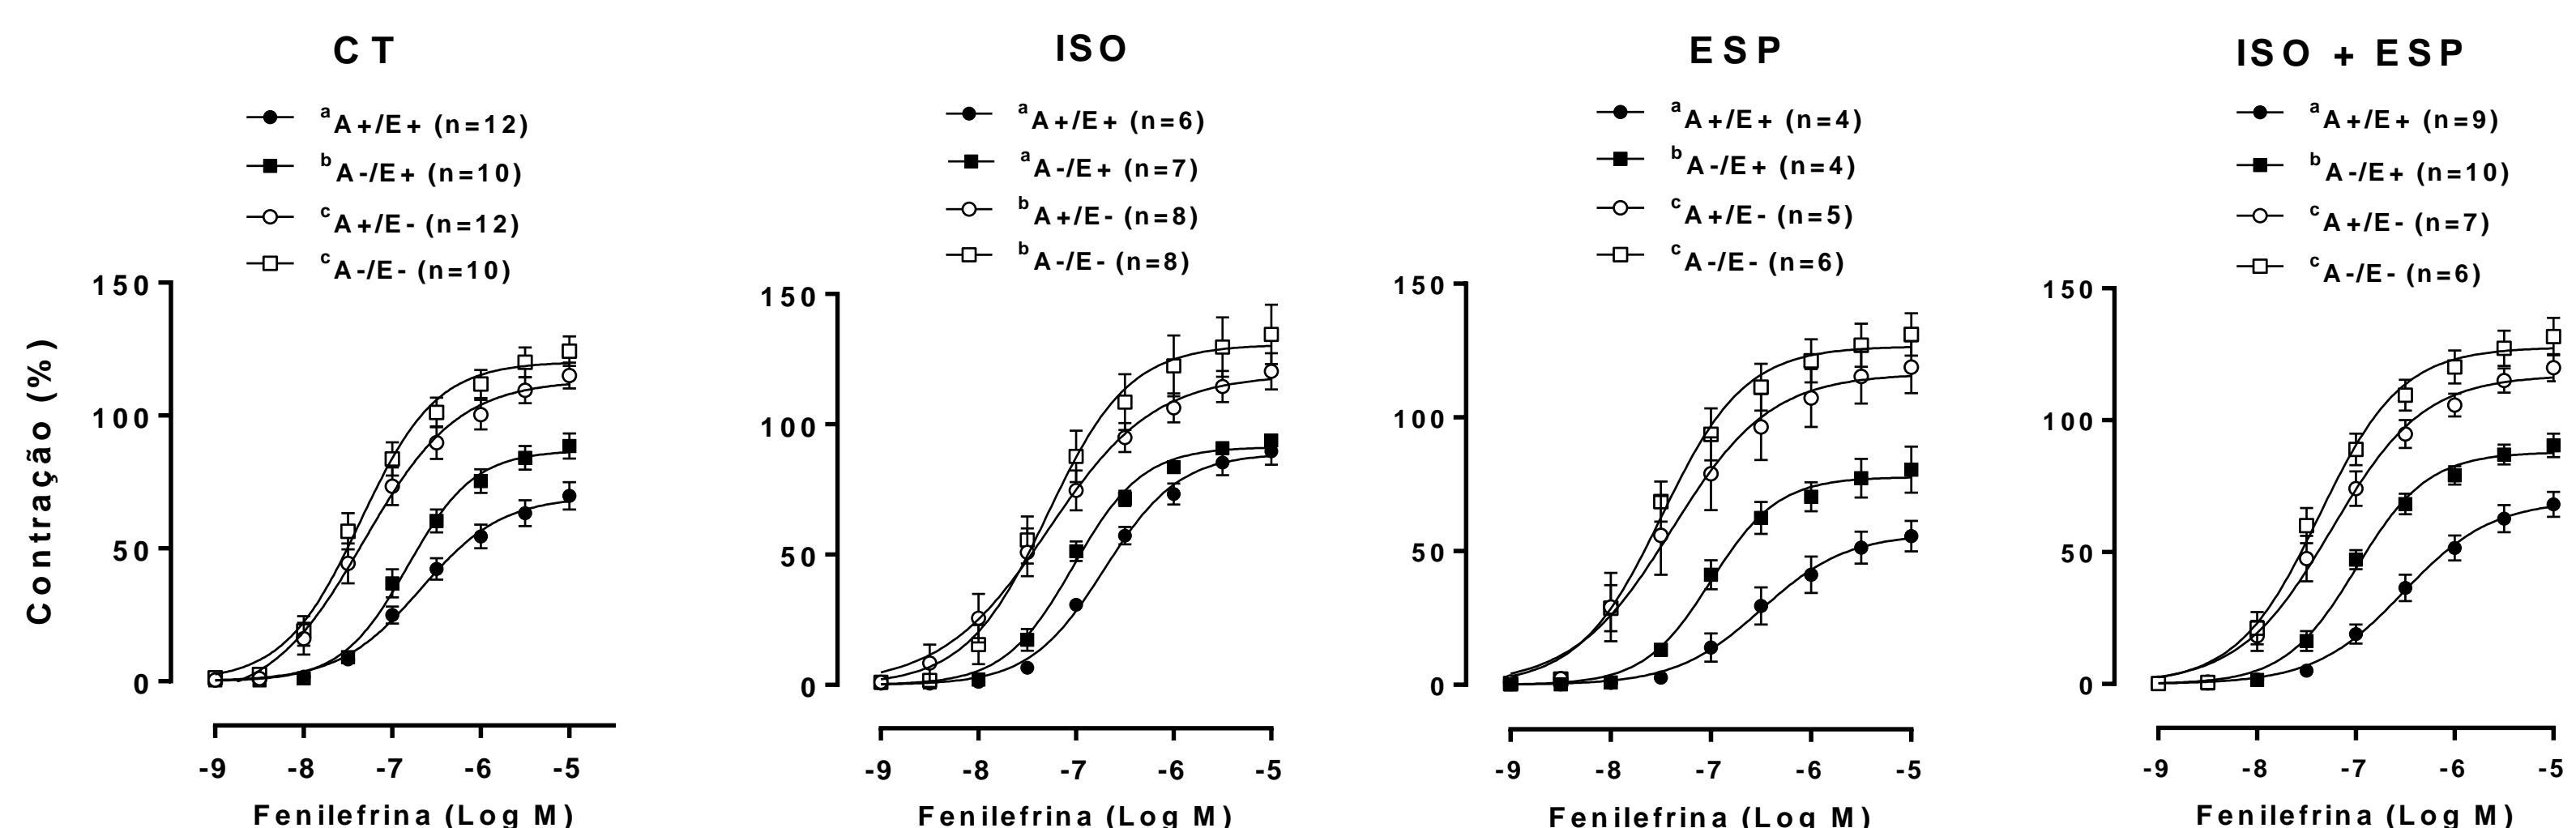 CT
aA+/E+ (n=12)
bA-/E+ (n=10)
cA+/E- (n=12)
cA-/E- (n=10)
Contração (%)
150
100
50
0
-9 -8 -7 -6 -5
Fenilefrina (Log M)
ISO
aA+/E+ (n=6)
aA-/E+ (n=7)
bA+/E- (n=8)
bA-/E- (n=8)
150
100
50
0
-9 -8 -7 -6 -5
Fenilefrina (Log M)
ESP
aA+/E+ (n=4)
bA-/E+ (n=4)
cA+/E- (n=5)
cA-/E- (n=6)
150
100
50
0
-9 -8 -7 -6 -5
Fenilefrina (Log M)
ISO + ESP
aA+/E+ (n=9)
bA-/E+ (n=10)
cA+/E- (n=7)
cA-/E- (n=6)
150
100
50
0
-9 -8 -7 -6 -5
Fenilefrina (Log M)